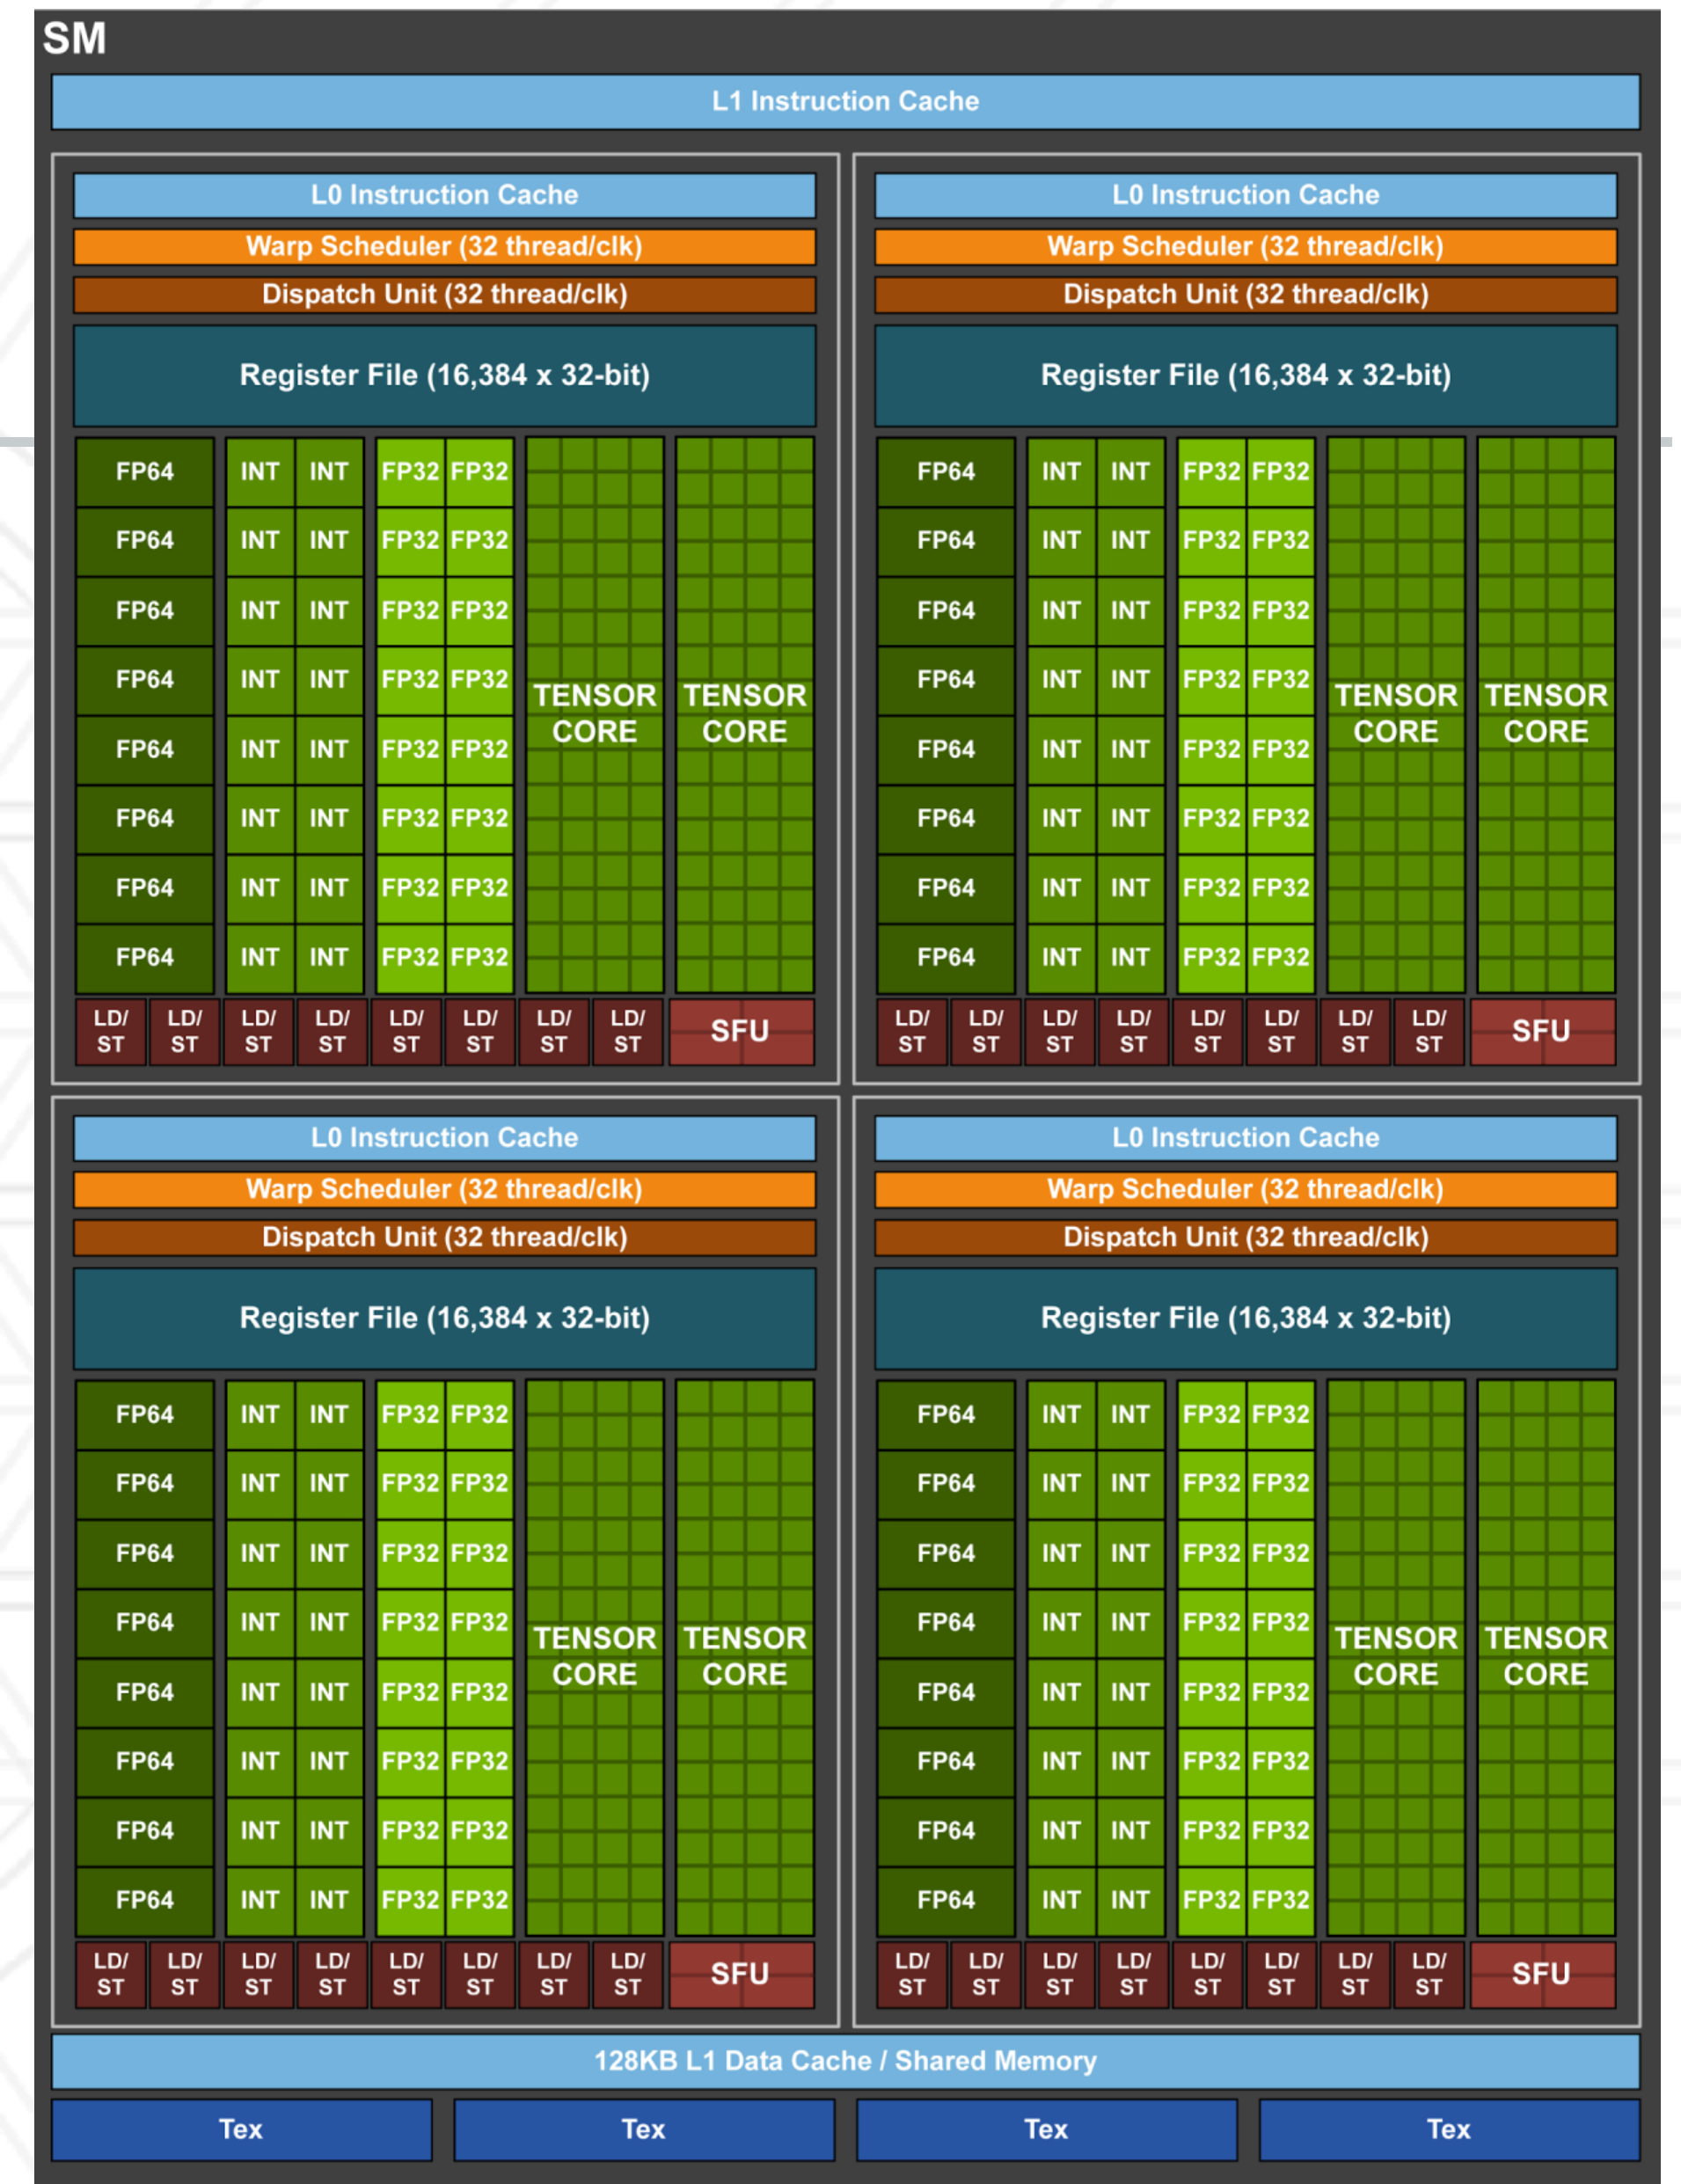 SM
L1 Instruction Cache
L0 Instruction Cache
Warp Scheduler (32 thread/clk)
Dispatch Unit (32 thread/clk)
Register File (16,384 x 32-bit)
FP64 INT INT FP32 FP32
FP64 INT INT FP32 FP32
FP64 INT INT FP32 FP32
FP64 INT INT FP32 FP32
FP64 INT INT FP32 FP32
FP64 INT INT FP32 FP32
FP64 INT INT FP32 FP32
FP64 INT INT FP32 FP32
TENSOR TENSOR
CORE CORE
LD/ LD/ LD/ LD/ LD/ LD/ LD/ LD/
ST ST ST ST ST ST ST ST
SFU
L0 Instruction Cache
Warp Scheduler (32 thread/clk)
Dispatch Unit (32 thread/clk)
Register File (16,384 x 32-bit)
FP64 INT INT FP32 FP32
FP64 INT INT FP32 FP32
FP64 INT INT FP32 FP32
FP64 INT INT FP32 FP32
FP64 INT INT FP32 FP32
FP64 INT INT FP32 FP32
FP64 INT INT FP32 FP32
FP64 INT INT FP32 FP32
TENSOR TENSOR
CORE CORE
LD/ LD/ LD/ LD/ LD/ LD/ LD/ LD/
ST ST ST ST ST ST ST ST
SFU
L0 Instruction Cache
Warp Scheduler (32 thread/clk)
Dispatch Unit (32 thread/clk)
Register File (16,384 x 32-bit)
FP64 INT INT FP32 FP32
FP64 INT INT FP32 FP32
FP64 INT INT FP32 FP32
FP64 INT INT FP32 FP32
FP64 INT INT FP32 FP32
FP64 INT INT FP32 FP32
FP64 INT INT FP32 FP32
FP64 INT INT FP32 FP32
TENSOR TENSOR
CORE CORE
LD/ LD/ LD/ LD/ LD/ LD/ LD/ LD/
ST ST ST ST ST ST ST ST
SFU
L0 Instruction Cache
Warp Scheduler (32 thread/clk)
Dispatch Unit (32 thread/clk)
Register File (16,384 x 32-bit)
FP64 INT INT FP32 FP32
FP64 INT INT FP32 FP32
FP64 INT INT FP32 FP32
FP64 INT INT FP32 FP32
FP64 INT INT FP32 FP32
FP64 INT INT FP32 FP32
FP64 INT INT FP32 FP32
FP64 INT INT FP32 FP32
TENSOR TENSOR
CORE CORE
LD/ LD/ LD/ LD/ LD/ LD/ LD/ LD/
ST ST ST ST ST ST ST ST
SFU
128KB L1 Data Cache / Shared Memory
Tex Tex Tex Tex